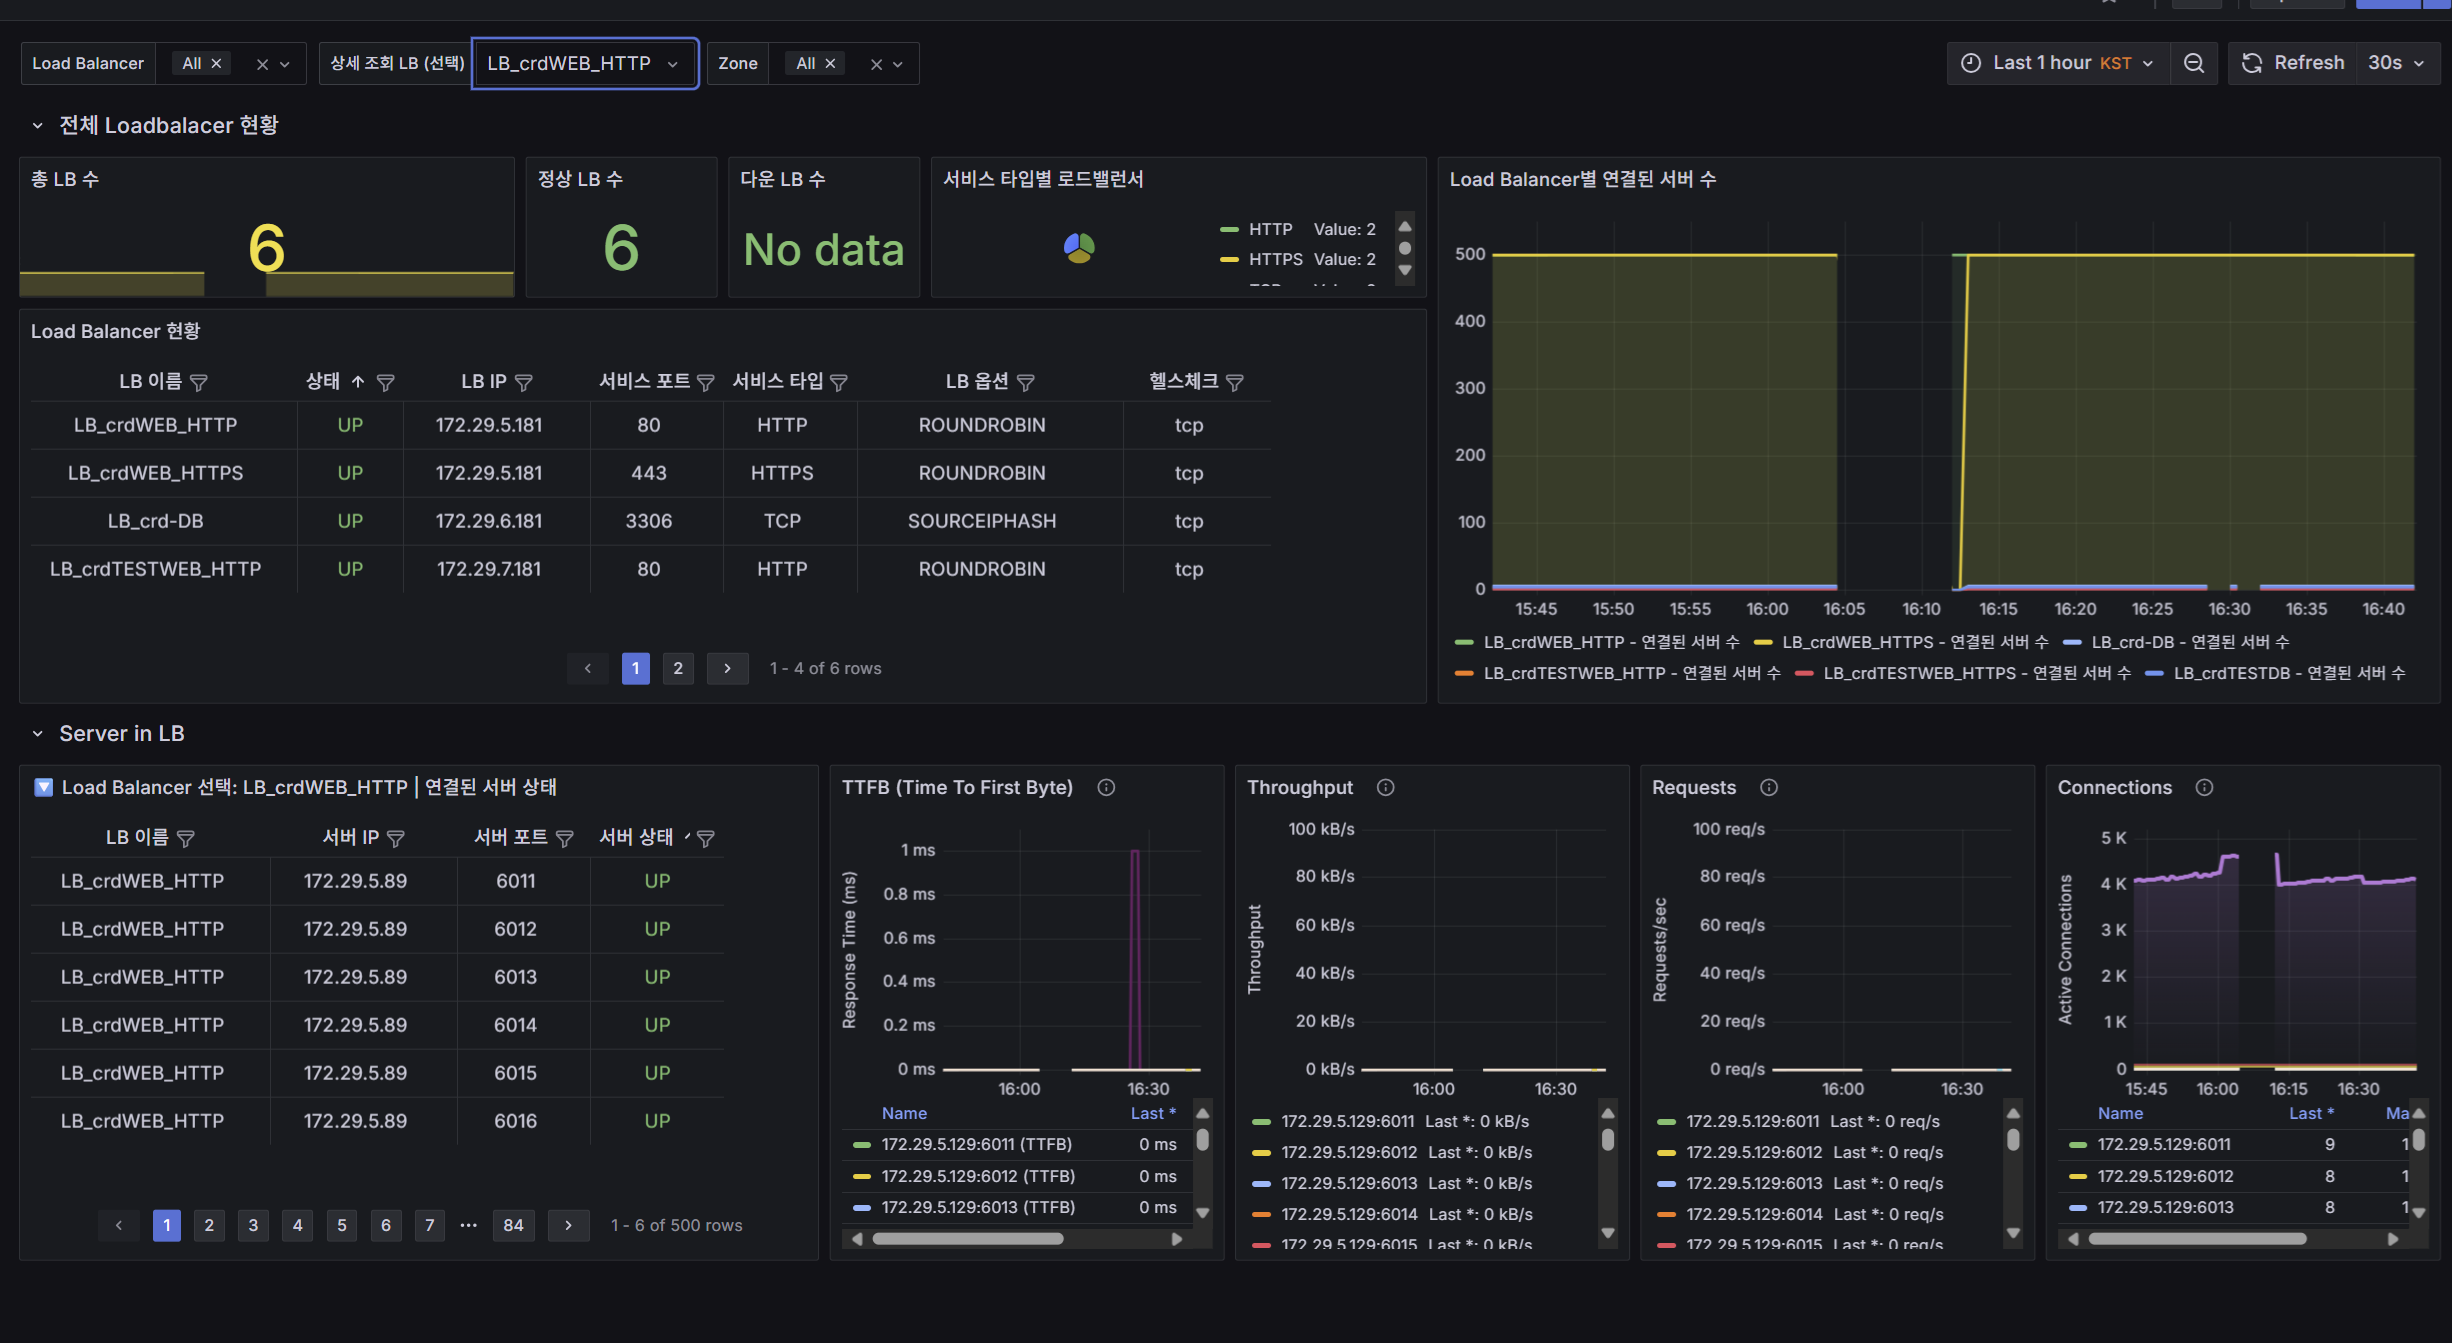 Load Balancer All 상세 조회 LB (선택) LB_crdWEB_HTTP Zone All Last 1 hour KST Refresh 30s
전체 Loadbalacer 현황
총 LB 수
6
정상 LB 수
6
다운 LB 수
No data
서비스 타입별 로드밸런서
HTTP Value: 2
HTTPS Value: 2
Load Balancer별 연결된 서버 수
500
400
300
200
100
0
15:45 15:50 15:55 16:00 16:05 16:10 16:15 16:20 16:25 16:30 16:35 16:40
LB_crdWEB_HTTP - 연결된 서버 수 LB_crdWEB_HTTPS - 연결된 서버 수 LB_crd-DB - 연결된 서버 수
LB_crdTESTWEB_HTTP - 연결된 서버 수 LB_crdTESTWEB_HTTPS - 연결된 서버 수 LB_crdTESTDB - 연결된 서버 수
Load Balancer 현황
LB 이름 상태 LB IP 서비스 포트 서비스 타입 LB 옵션 헬스체크
LB_crdWEB_HTTP UP 172.29.5.181 80 HTTP ROUNDROBIN tcp
LB_crdWEB_HTTPS UP 172.29.5.181 443 HTTPS ROUNDROBIN tcp
LB_crd-DB UP 172.29.6.181 3306 TCP SOURCEIPHASH tcp
LB_crdTESTWEB_HTTP UP 172.29.7.181 80 HTTP ROUNDROBIN tcp
1 2 1 - 4 of 6 rows
Server in LB
Load Balancer 선택: LB_crdWEB_HTTP | 연결된 서버 상태
LB 이름 서버 IP 서버 포트 서버 상태
LB_crdWEB_HTTP 172.29.5.89 6011 UP
LB_crdWEB_HTTP 172.29.5.89 6012 UP
LB_crdWEB_HTTP 172.29.5.89 6013 UP
LB_crdWEB_HTTP 172.29.5.89 6014 UP
LB_crdWEB_HTTP 172.29.5.89 6015 UP
LB_crdWEB_HTTP 172.29.5.89 6016 UP
1 2 3 4 5 6 7 ... 84 1 - 6 of 500 rows
TTFB (Time To First Byte)
Response Time (ms)
1 ms
0.8 ms
0.6 ms
0.4 ms
0.2 ms
0 ms
16:00 16:30
Name Last *
172.29.5.129:6011 (TTFB) 0 ms
172.29.5.129:6012 (TTFB) 0 ms
172.29.5.129:6013 (TTFB) 0 ms
Throughput
Throughput
100 kB/s
80 kB/s
60 kB/s
40 kB/s
20 kB/s
0 kB/s
16:00 16:30
172.29.5.129:6011 Last *: 0 kB/s
172.29.5.129:6012 Last *: 0 kB/s
172.29.5.129:6013 Last *: 0 kB/s
172.29.5.129:6014 Last *: 0 kB/s
172.29.5.129:6015 Last *: 0 kB/s
Requests
Requests/sec
100 req/s
80 req/s
60 req/s
40 req/s
20 req/s
0 req/s
16:00 16:30
172.29.5.129:6011 Last *: 0 req/s
172.29.5.129:6012 Last *: 0 req/s
172.29.5.129:6013 Last *: 0 req/s
172.29.5.129:6014 Last *: 0 req/s
172.29.5.129:6015 Last *: 0 req/s
Connections
Active Connections
5 K
4 K
3 K
2 K
1 K
0
15:45 16:00 16:15 16:30
Name Last * Ma
172.29.5.129:6011 9 1
172.29.5.129:6012 8 1
172.29.5.129:6013 8 1